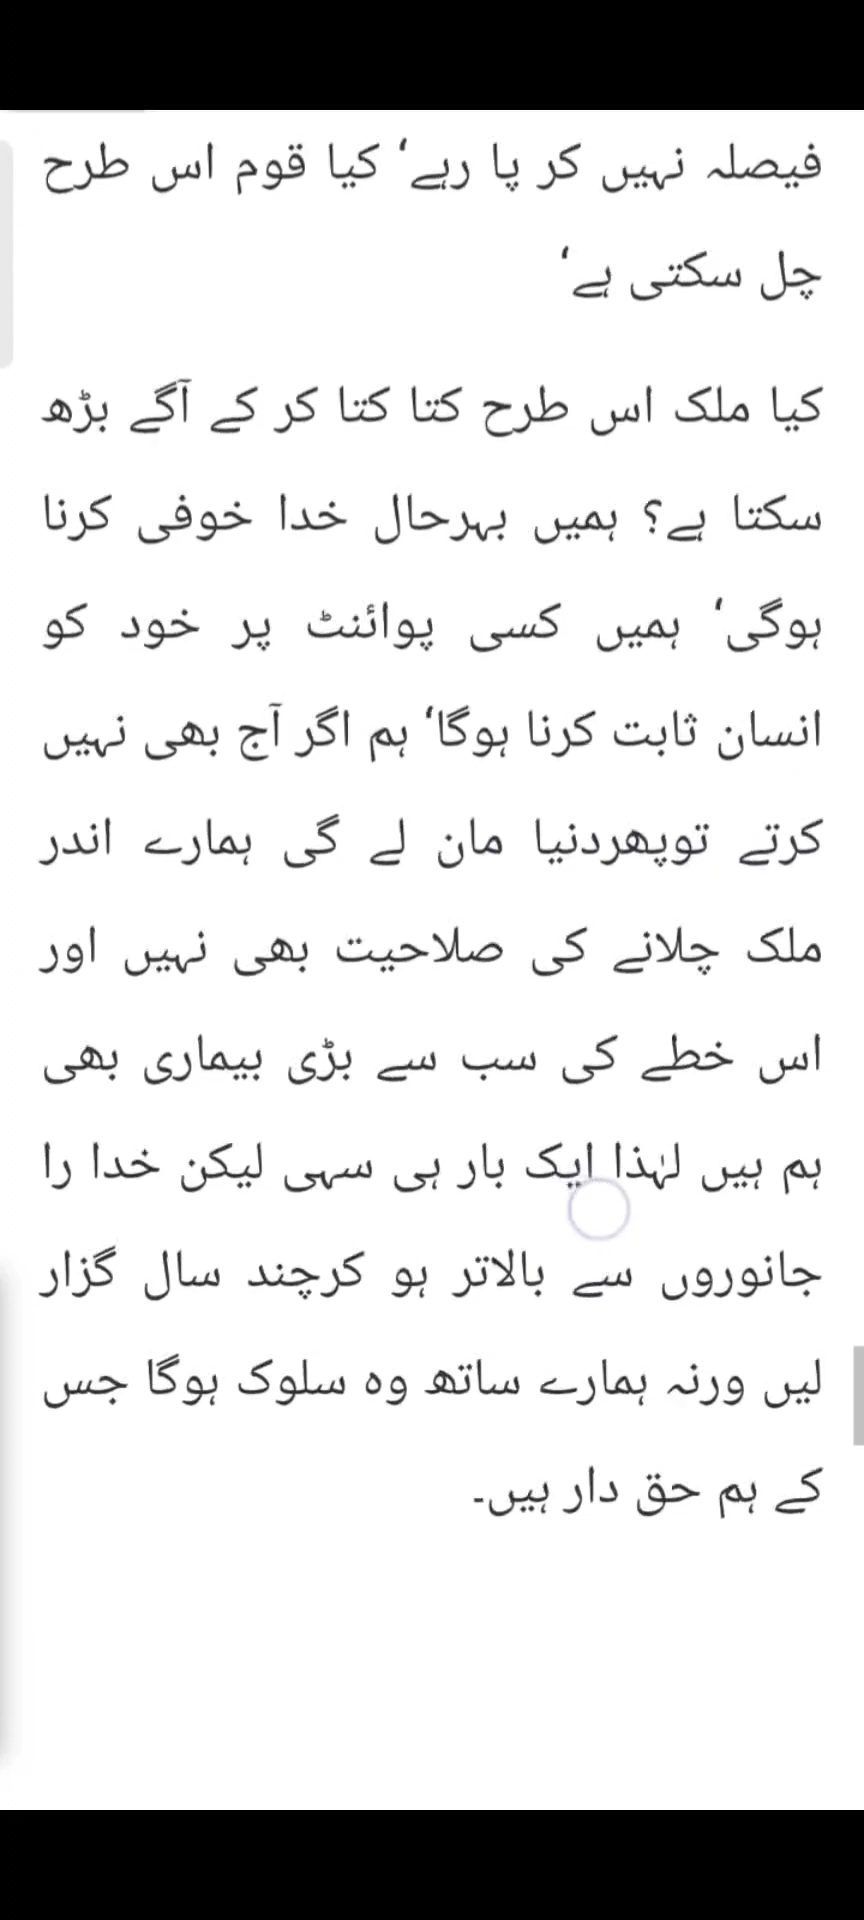 فیصلہ نہیں کر پا رہے‘ کیا قوم اس طرح
چل سکتی ہے‘
کیا ملک اس طرح کتا کتا کر کے آگے بڑھ
سکتا ہے؟ ہمیں بہرحال خدا خوفی کرنا
ہوگی‘ ہمیں کسی پوائنٹ پر خود کو
انسان ثابت کرنا ہوگا‘ ہم اگر آج بھی نہیں
کرتے توپھردنیا مان لے گی ہمارے اندر
ملک چلانے کی صلاحیت بھی نہیں اور
اس خطے کی سب سے بڑی بیماری بھی
ہم ہیں لہٰذا ایک بار ہی سہی لیکن خدا را
جانوروں سے بالاتر ہو کرچند سال گزار
لیں ورنہ ہمارے ساتھ وہ سلوک ہوگا جس
کے ہم حق دار ہیں۔